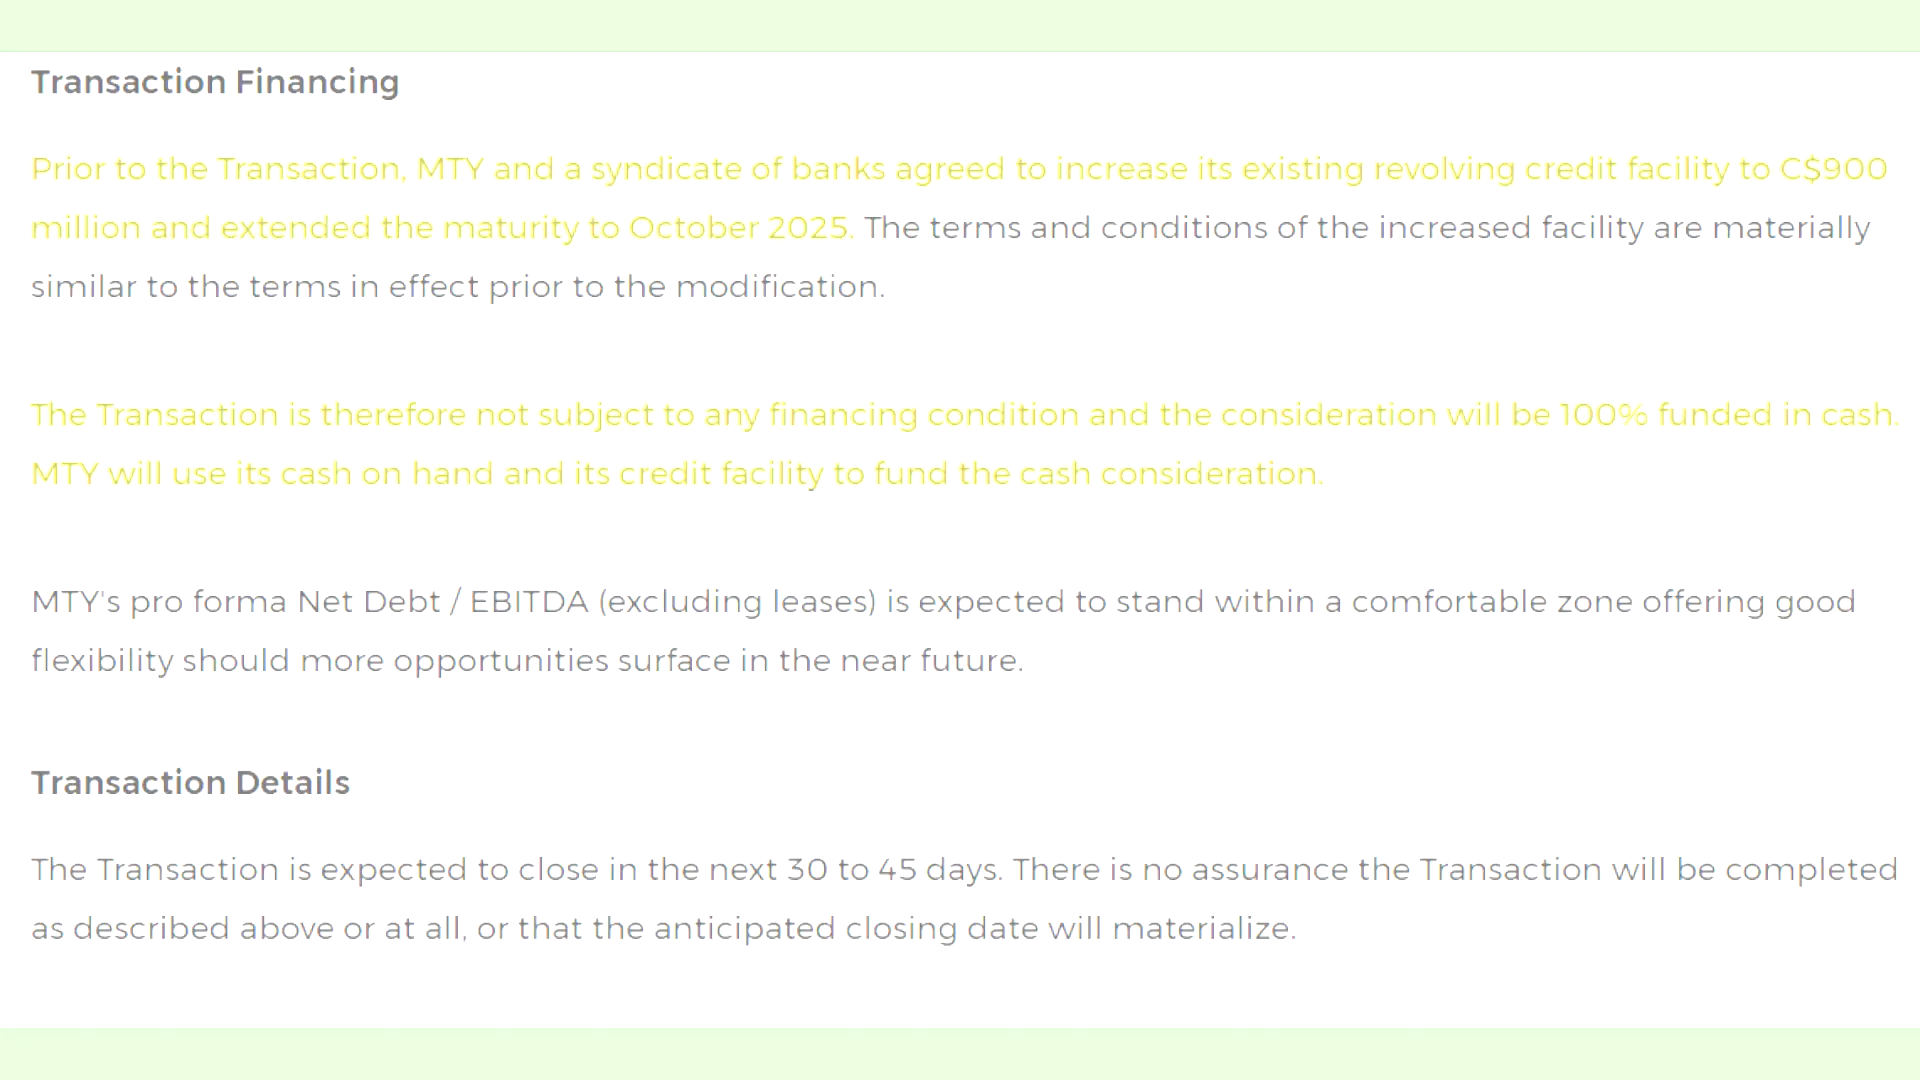 Transaction Financing
Prior to the Transaction, MTY and a syndicate of banks agreed to increase its existing revolving credit facility to C$900
million and extended the maturity to October 2025. The terms and conditions of the increased facility are materially
similar to the terms in effect prior to the modification.
The Transaction is therefore not subject to any financing condition and the consideration will be 100% funded in cash.
MTY will use its cash on hand and its credit facility to fund the cash consideration.
MTY's pro forma Net Debt / EBITDA (excluding leases) is expected to stand within a comfortable zone offering good
flexibility should more opportunities surface in the near future.
Transaction Details
The Transaction is expected to close in the next 30 to 45 days. There is no assurance the Transaction will be completed
as described above or at all, or that the anticipated closing date will materialize.